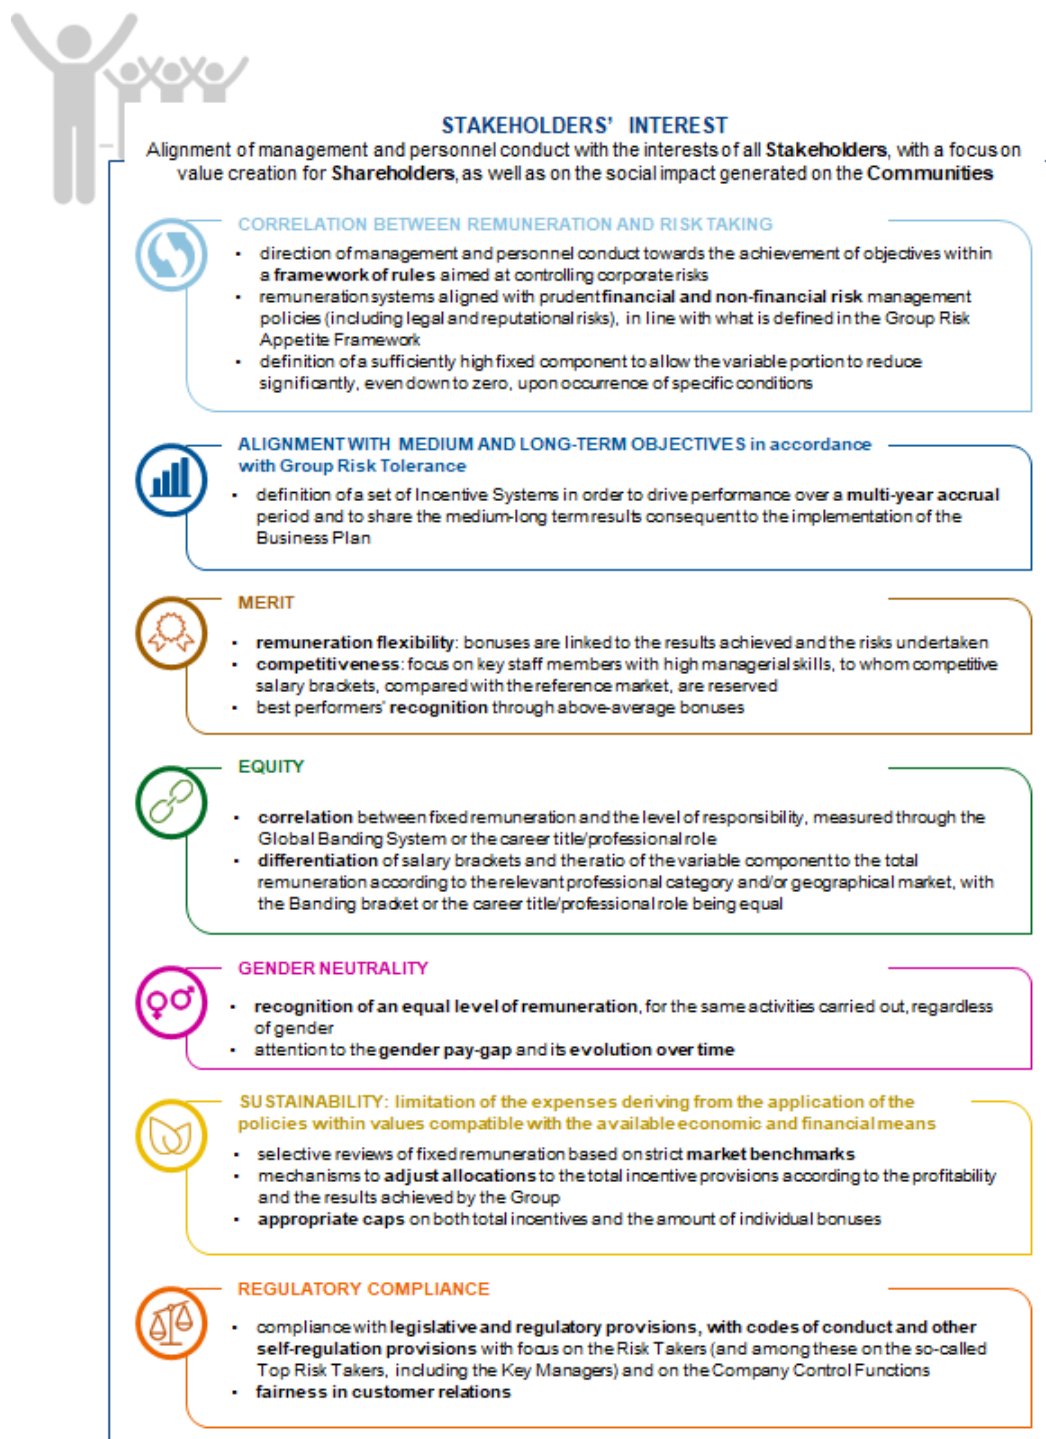 STAKEHOLDERS' INTEREST
Alignment of management and personnel conduct with the interests of all Stakeholders, with a focus on
value creation for Shareholders, as well as on the social impact generated on the Communities
CORRELATION BETWEEN REMUNERATION AND RISK TAKING
▪ direction of management and personnel conduct towards the achievement of objectives within
a framework of rules aimed at controlling corporate risks
▪ remuneration systems aligned with prudent financial and non-financial risk management
policies (including legal and reputational risks), in line with what is defined in the Group Risk
Appetite Framework
▪ definition of a sufficiently high fixed component to allow the variable portion to reduce
significantly, even down to zero, upon occurrence of specific conditions
ALIGNMENT WITH MEDIUM AND LONG-TERM OBJECTIVES in accordance
with Group Risk Tolerance
▪ definition of a set of Incentive Systems in order to drive performance over a multi-year accrual
period and to share the medium-long term results consequent to the implementation of the
Business Plan
MERIT
▪ remuneration flexibility: bonuses are linked to the results achieved and the risks undertaken
▪ competitiveness: focus on key staff members with high managerial skills, to whom competitive
salary brackets, compared with the reference market, are reserved
▪ best performers' recognition through above-average bonuses
EQUITY
▪ correlation between fixed remuneration and the level of responsibility, measured through the
Global Banding System or the career title/professional role
▪ differentiation of salary brackets and the ratio of the variable component to the total
remuneration according to the relevant professional category and/or geographical market, with
the Banding bracket or the career title/professional role being equal
GENDER NEUTRALITY
▪ recognition of an equal level of remuneration, for the same activities carried out, regardless
of gender
▪ attention to the gender pay-gap and its evolution over time
SUSTAINABILITY: limitation of the expenses deriving from the application of the
policies within values compatible with the available economic and financial means
▪ selective reviews of fixed remuneration based on strict market benchmarks
▪ mechanisms to adjust allocations to the total incentive provisions according to the profitability
and the results achieved by the Group
▪ appropriate caps on both total incentives and the amount of individual bonuses
REGULATORY COMPLIANCE
▪ compliance with legislative and regulatory provisions, with codes of conduct and other
self-regulation provisions with focus on the Risk Takers (and among these on the so-called
Top Risk Takers, including the Key Managers) and on the Company Control Functions
▪ fairness in customer relations